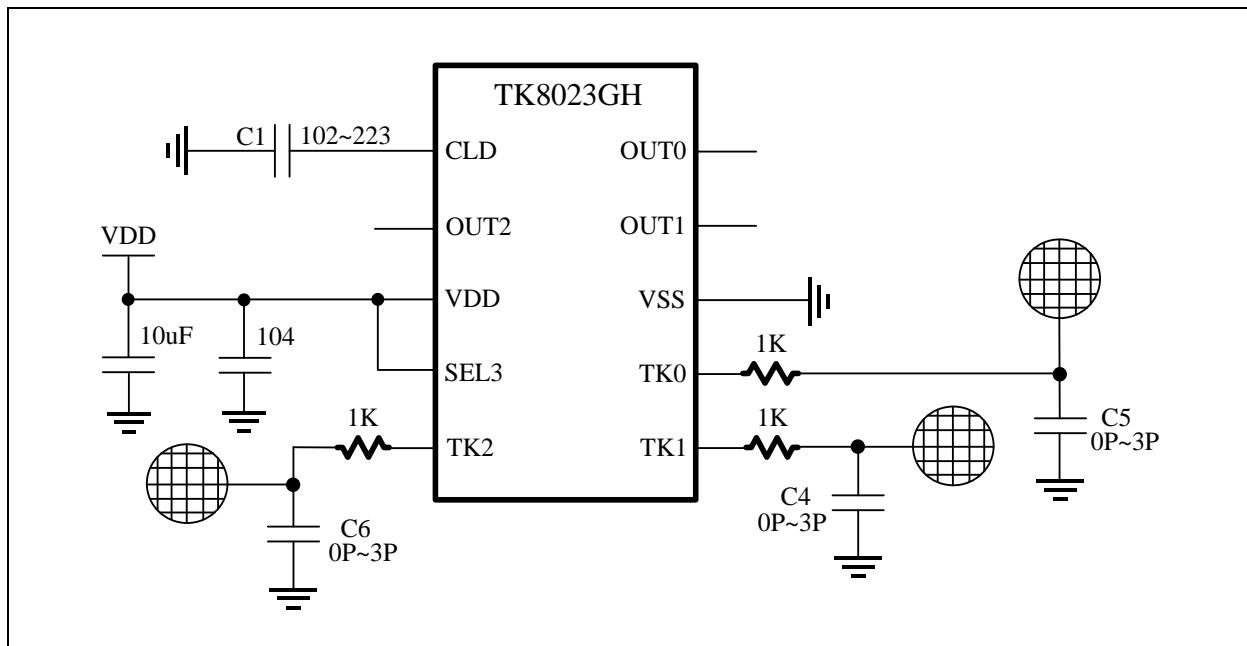 TK8023GH
C1 102~223 CLD OUT0
OUT2 OUT1
VDD
VDD VSS
10uF 104
1K
SEL3 TK0
1K 1K
TK2 TK1
C5
0P~3P
C4
0P~3P
C6
0P~3P